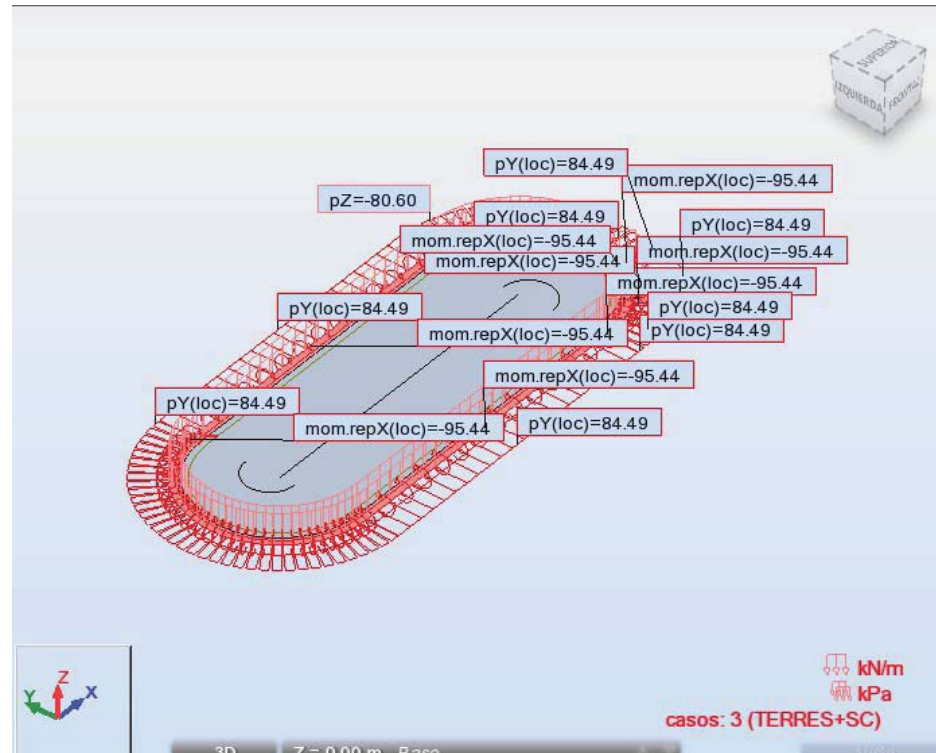 SUPERIOR
IZQUIERDA
FRONTAL
pY(loc)=84.49
mom.repX(loc)=-95.44
pZ=-80.60
pY(loc)=84.49
pY(loc)=84.49
mom.repX(loc)=-95.44
mom.repX(loc)=-95.44
mom.repX(loc)=-95.44
mom.repX(loc)=-95.44
pY(loc)=84.49
pY(loc)=84.49
pY(loc)=84.49
mom.repX(loc)=-95.44
mom.repX(loc)=-95.44
pY(loc)=84.49
mom.repX(loc)=-95.44
pY(loc)=84.49
Z
Y
X
kN/m
kPa
casos: 3 (TERRES+SC)
3D
Z = 0.00 m - Base